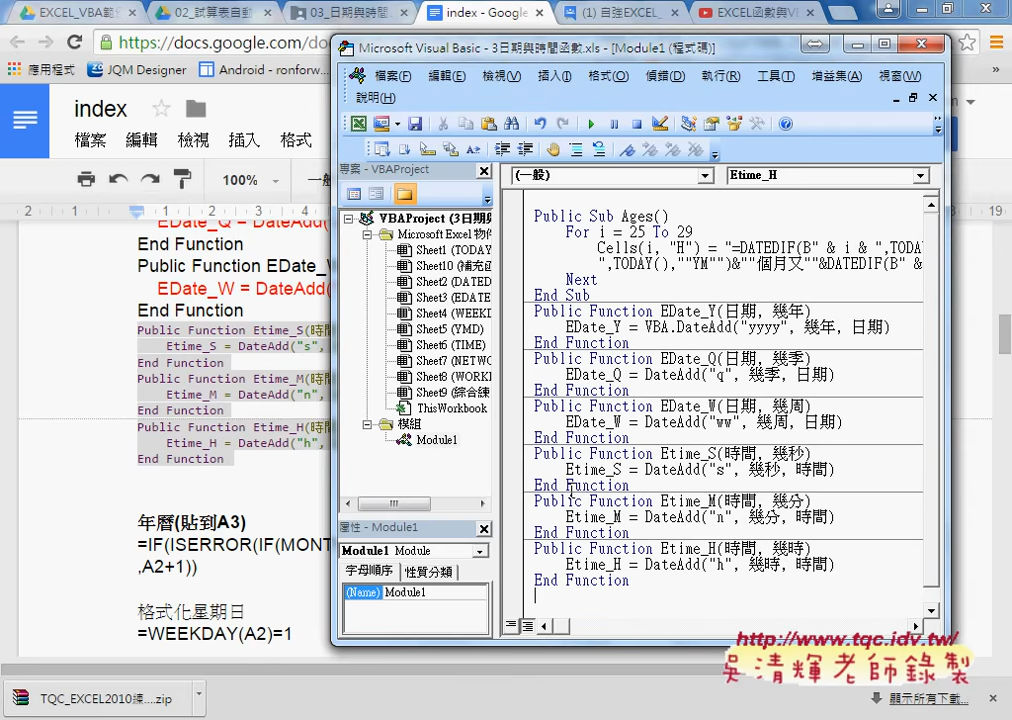 EXCEL_VBA範
02_試算表自動
03_日期與時間
index - Google
(1) 自強EXCEL_
EXCEL函數與V
https://docs.google.com/do
應用程式
JQM Designer
Android - ronforw
index
檔案 編輯 檢視 插入 格式
100%
2 1 1 2 3 19
EDate_Q = DateAdd(
End Function
Public Function EDate_
EDate_W = DateAdd(
End Function
Public Function Etime_S(時
Etime_S = DateAdd("s",
End Function
Public Function Etime_M(時
Etime_M = DateAdd("n",
End Function
Public Function Etime_H(時
Etime_H = DateAdd("h",
End Function
年曆(貼到A3)
=IF(ISERROR(IF(MONT
,A2+1))
格式化星期日
=WEEKDAY(A2)=1
TQC_EXCEL2010練....zip
顯示所有下載...
Microsoft Visual Basic - 3日期與時間函數.xls - [Module1 (程式碼)]
檔案(F) 編輯(E) 檢視(V) 插入(I) 格式(O) 偵錯(D) 執行(R) 工具(T) 增益集(A) 視窗(W)
說明(H)
專案 - VBAProject
VBAProject (3日期
Microsoft Excel 物
Sheet1 (TODAY
Sheet10 (補充
Sheet2 (DATED
Sheet3 (EDATE
Sheet4 (WEEK
Sheet5 (YMD)
Sheet6 (TIME)
Sheet7 (NETWO
Sheet8 (WORK
Sheet9 (綜合練
ThisWorkbook
模組
Module1
屬性 - Module1
Module1 Module
字母順序 性質分類
(Name) Module1
(一般)
Etime_H
Public Sub Ages()
For i = 25 To 29
Cells(i, "H") = "=DATEDIF(B" & i & ",TODA
",TODAY(),""YM"")&""個月又""&DATEDIF(B" &
Next
End Sub
Public Function EDate_Y(日期, 幾年)
EDate_Y = VBA.DateAdd("yyyy", 幾年, 日期)
End Function
Public Function EDate_Q(日期, 幾季)
EDate_Q = DateAdd("q", 幾季, 日期)
End Function
Public Function EDate_W(日期, 幾周)
EDate_W = DateAdd("ww", 幾周, 日期)
End Function
Public Function Etime_S(時間, 幾秒)
Etime_S = DateAdd("s", 幾秒, 時間)
End Function
Public Function Etime_M(時間, 幾分)
Etime_M = DateAdd("n", 幾分, 時間)
End Function
Public Function Etime_H(時間, 幾時)
Etime_H = DateAdd("h", 幾時, 時間)
End Function
http://www.tqc.idv.tw/
吳清輝老師錄製